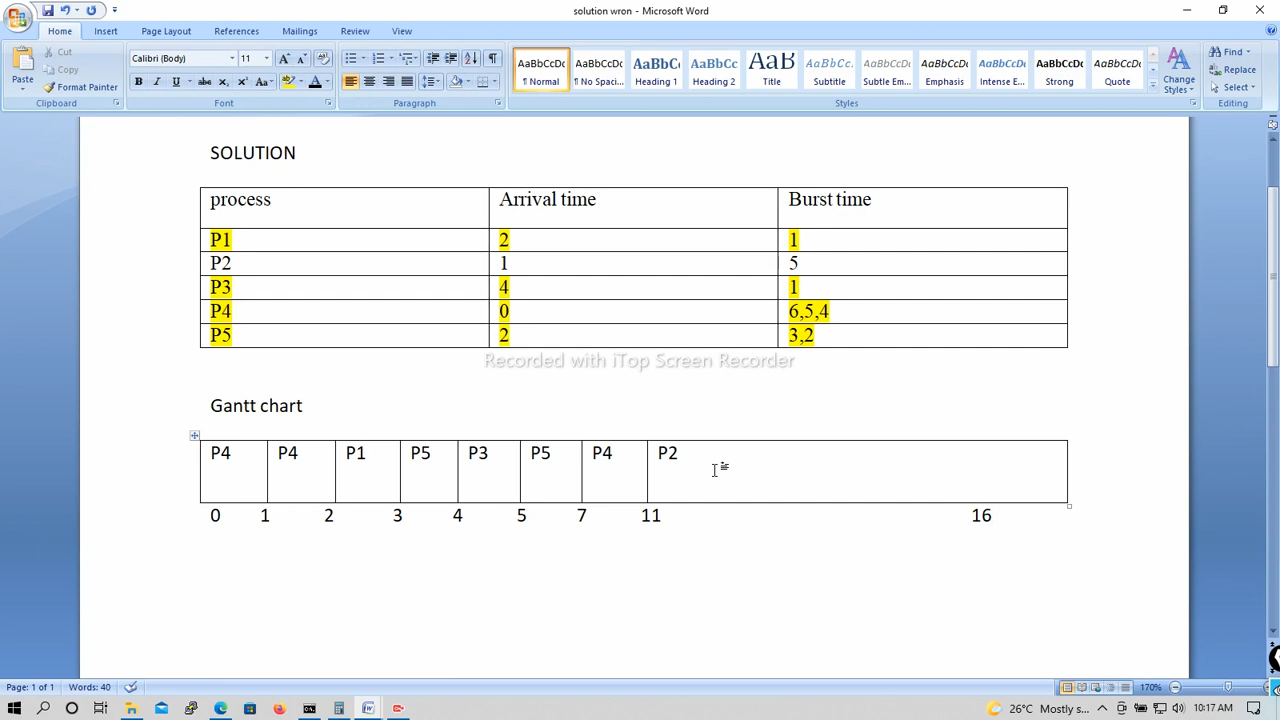 solution wron - Microsoft Word
Home Insert Page Layout References Mailings Review View
Paste
Cut
Copy
Format Painter
Clipboard
Calibri (Body) 11
Font
Paragraph
AaBbCcDc AaBbCcDc AaBbC AaBbCc AaB AaBbCc. AaBbCcDc AaBbCcDc AaBbCcDc AaBbCcDc
¶ Normal ¶ No Spaci... Heading 1 Heading 2 Title Subtitle Subtle Em... Emphasis Intense E... Strong Quote
Change Styles
Styles
Find
Replace
Select
Editing
SOLUTION
process Arrival time Burst time
P1 2 1
P2 1 5
P3 4 1
P4 0 6,5,4
P5 2 3,2
Recorded with iTop Screen Recorder
Gantt chart
P4 P4 P1 P5 P3 P5 P4 P2
0 1 2 3 4 5 7 11 16
Page: 1 of 1 Words: 40 170%
26°C Mostly s... 10:17 AM